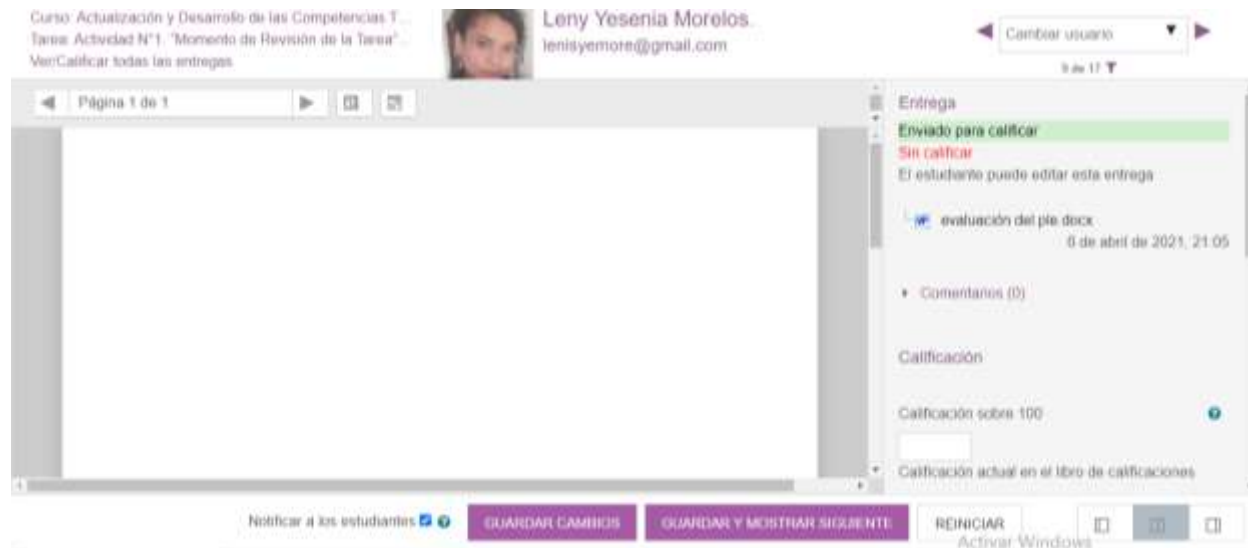 Curso: Actualización y Desarrollo de las Competencias T...
Tarea: Actividad N°1. "Momento de Revisión de la Tarea"...
Ver/Calificar todas las entregas
Leny Yesenia Morelos
lenisyemore@gmail.com
Cambiar usuario
9 de 17
Página 1 de 1
Entrega
Enviado para calificar
Sin calificar
El estudiante puede editar esta entrega
evaluación del ple.docx
6 de abril de 2021, 21:05
Comentarios (0)
Calificación
Calificación sobre 100
Calificación actual en el libro de calificaciones
Notificar a los estudiantes
GUARDAR CAMBIOS
GUARDAR Y MOSTRAR SIGUIENTE
REINICIAR
Activar Windows